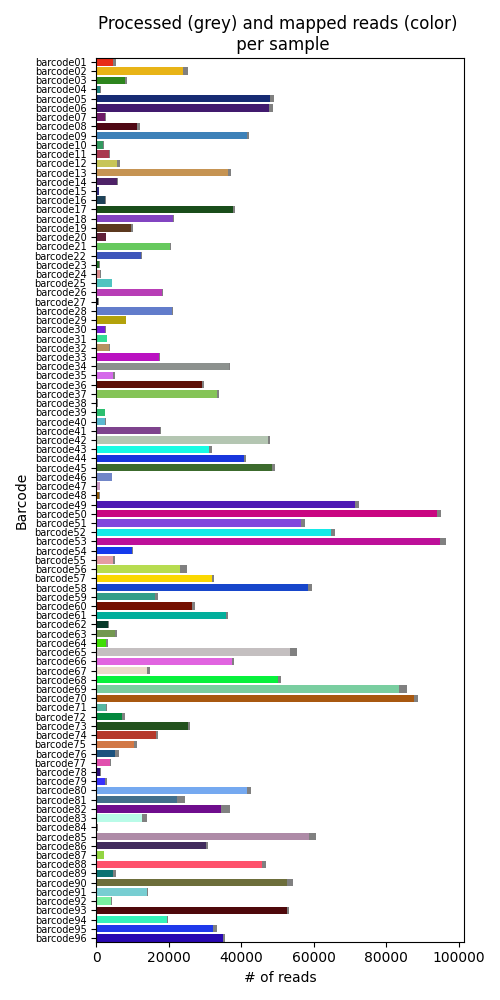 Processed (grey) and mapped reads (color)
per sample
barcode01
barcode02
barcode03
barcode04
barcode05
barcode06
barcode07
barcode08
barcode09
barcode10
barcode11
barcode12
barcode13
barcode14
barcode15
barcode16
barcode17
barcode18
barcode19
barcode20
barcode21
barcode22
barcode23
barcode24
barcode25
barcode26
barcode27
barcode28
barcode29
barcode30
barcode31
barcode32
barcode33
barcode34
barcode35
barcode36
barcode37
barcode38
barcode39
barcode40
barcode41
barcode42
barcode43
barcode44
barcode45
barcode46
barcode47
barcode48
barcode49
barcode50
barcode51
barcode52
barcode53
barcode54
barcode55
barcode56
barcode57
barcode58
barcode59
barcode60
barcode61
barcode62
barcode63
barcode64
barcode65
barcode66
barcode67
barcode68
barcode69
barcode70
barcode71
barcode72
barcode73
barcode74
barcode75
barcode76
barcode77
barcode78
barcode79
barcode80
barcode81
barcode82
barcode83
barcode84
barcode85
barcode86
barcode87
barcode88
barcode89
barcode90
barcode91
barcode92
barcode93
barcode94
barcode95
barcode96
Barcode
0 20000 40000 60000 80000 100000
# of reads